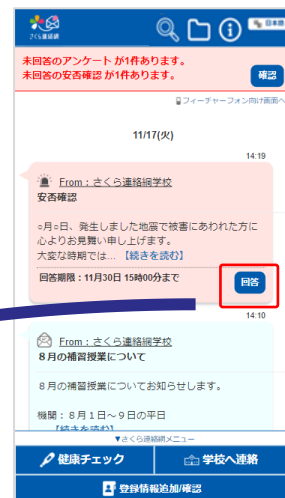 さくら連絡網
日本語
未回答のアンケート が1件あります。
未回答の安否確認 が1件あります。
確認
フィーチャーフォン向け画面へ
11/17(火)
14:19
From : さくら連絡網学校
安否確認
○月○日、発生しました地震で被害にあわれた方に
心よりお見舞い申し上げます。
大変な時期では… 【続きを読む】
回答期限：11月30日 15時00分まで
回答
14:10
From : さくら連絡網学校
８月の補習授業について
８月の補習授業についてお知らせします。
機関：８月１日～９日の平日
【続きを読む】
▼さくら連絡網メニュー
健康チェック
学校へ連絡
登録情報追加/確認